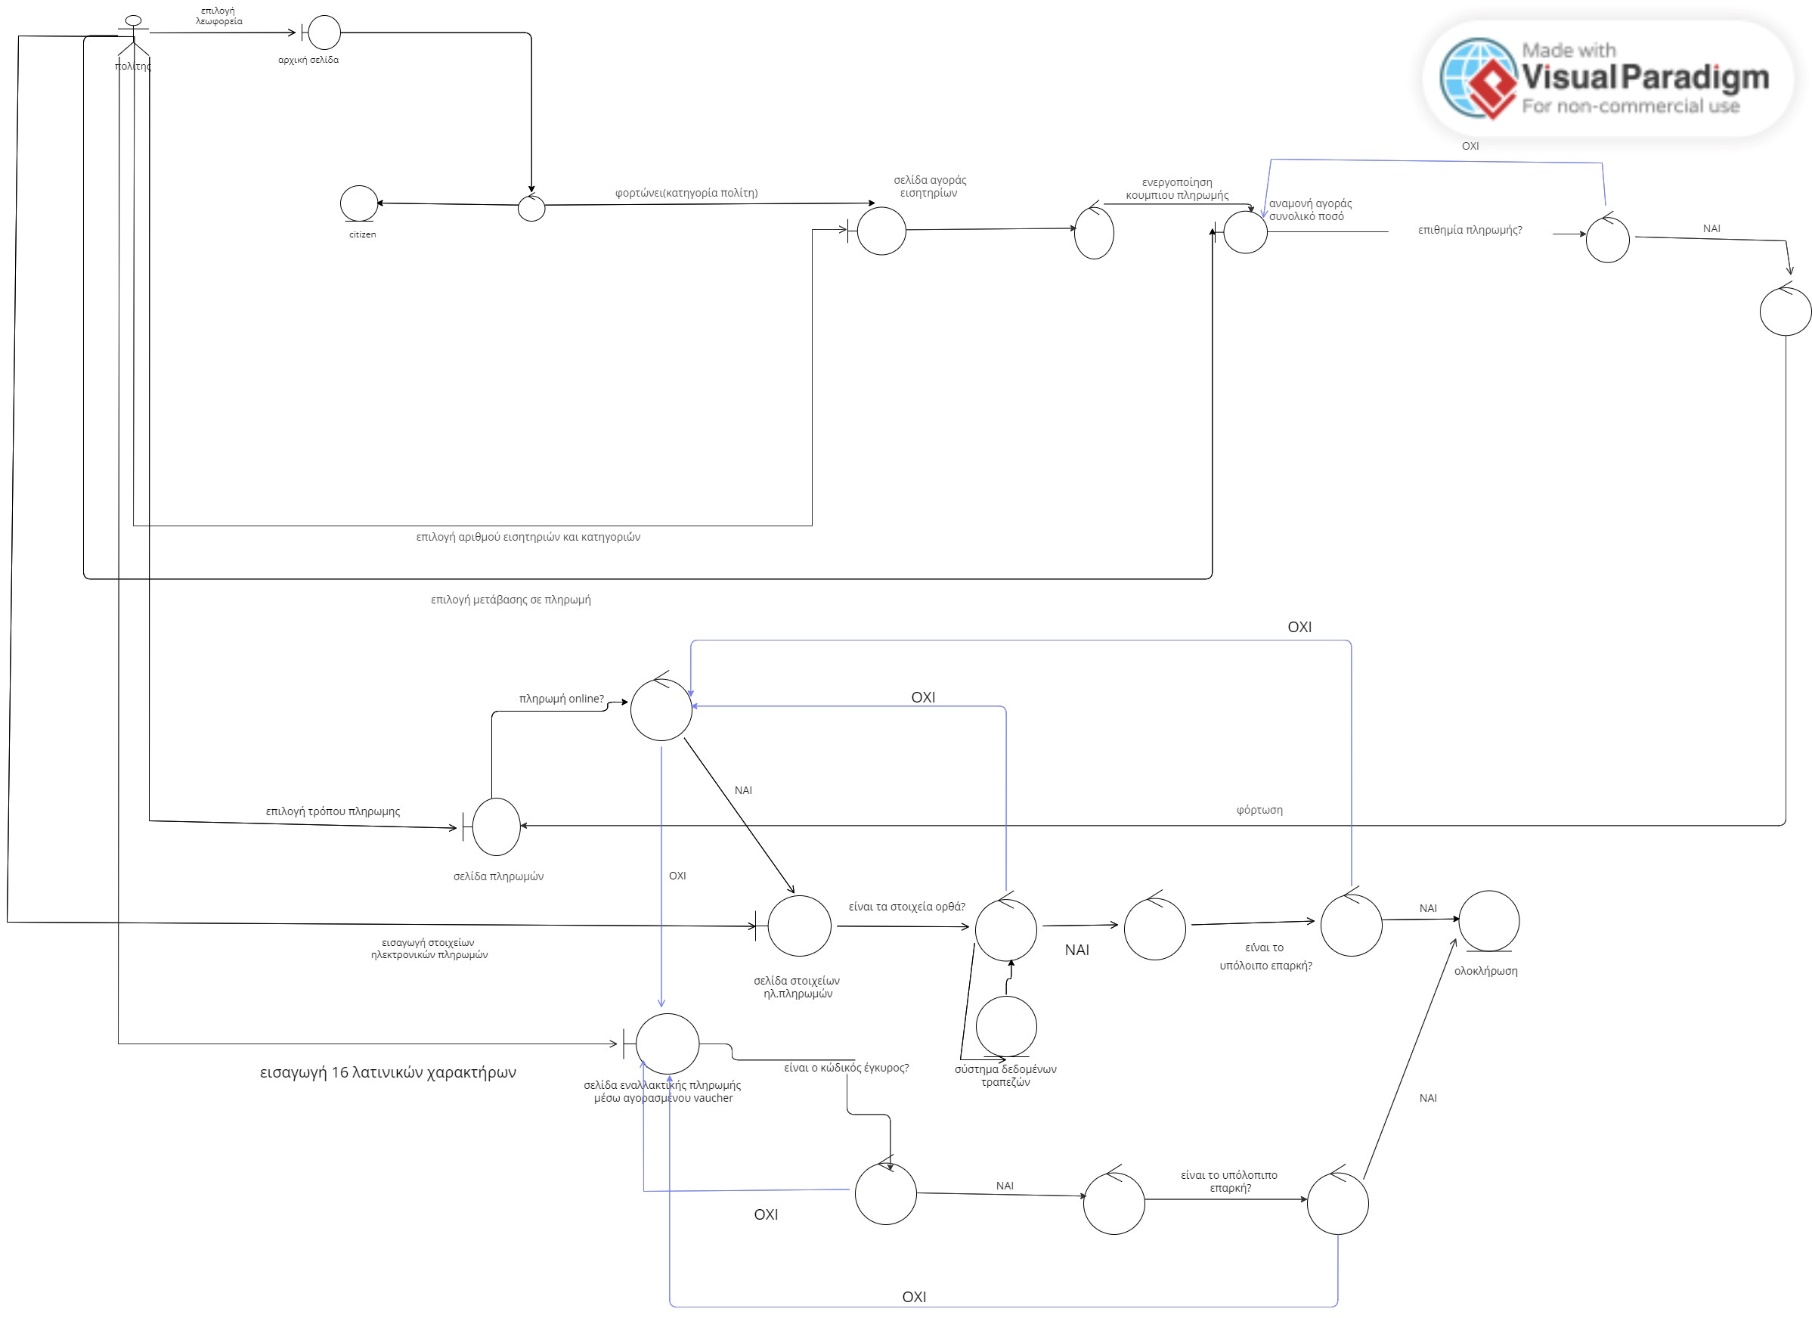 επιλογή
λεωφορεία
πολίτης
αρχική σελίδα
Made with
Visual Paradigm
For non-commercial use
ΟΧΙ
citizen
φορτώνει(κατηγορία πολίτη)
σελίδα αγοράς
εισητηρίων
ενεργοποίηση
κουμπιου πληρωμής
αναμονή αγοράς
συνολικό ποσό
επιθημία πληρωμής?
ΝΑΙ
επιλογή αριθμού εισητηριών και κατηγοριών
επιλογή μετάβασης σε πληρωμή
ΟΧΙ
πληρωμή online?
ΟΧΙ
ΝΑΙ
επιλογή τρόπου πληρωμης
φόρτωση
σελίδα πληρωμών
ΟΧΙ
είναι τα στοιχεία ορθά?
ΝΑΙ
εισαγωγή στοιχείων
ηλεκτρονικών πληρωμών
ΝΑΙ
είναι το
υπόλοιπο επαρκή?
ολοκλήρωση
σελίδα στοιχείων
ηλ.πληρωμών
εισαγωγή 16 λατινικών χαρακτήρων
σελίδα εναλλακτικής πληρωμής
μέσω αγορασμένου vaucher
είναι ο κώδικός έγκυρος?
σύστημα δεδομένων
τραπεζών
ΝΑΙ
ΝΑΙ
είναι το υπόλοπιπο
επαρκή?
ΟΧΙ
ΟΧΙ